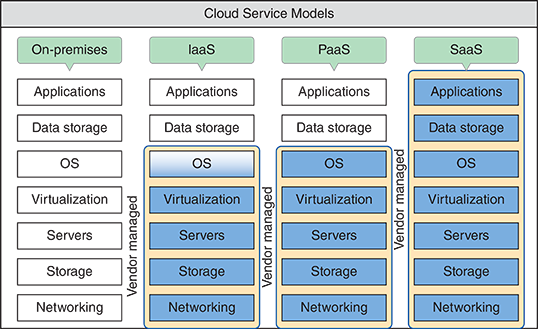 Cloud Service Models
On-premises IaaS PaaS SaaS
Applications Applications Applications Applications
Data storage Data storage Data storage Data storage
OS OS OS OS
Virtualization Virtualization Virtualization Virtualization
Servers Servers Servers Servers
Storage Storage Storage Storage
Networking Networking Networking Networking
Vendor managed
Vendor managed
Vendor managed